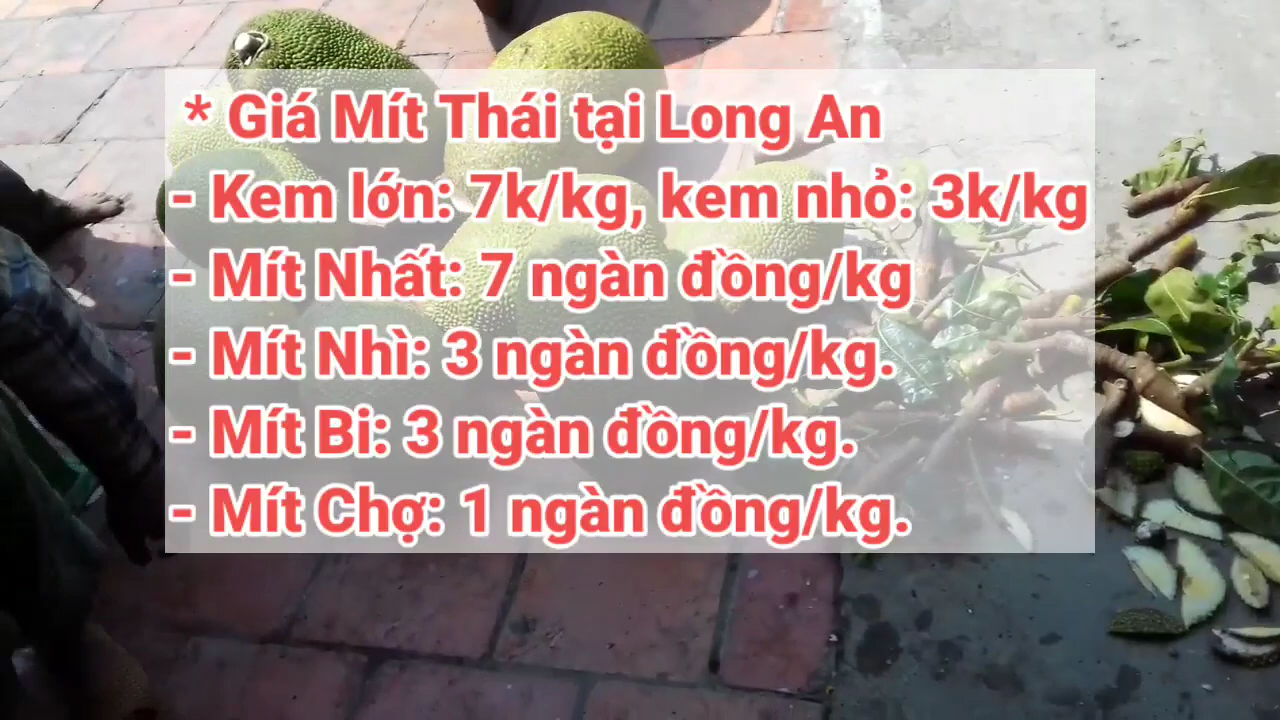 * Giá Mít Thái tại Long An
- Kem lớn: 7k/kg, kem nhỏ: 3k/kg
- Mít Nhất: 7 ngàn đồng/kg
- Mít Nhì: 3 ngàn đồng/kg.
- Mít Bi: 3 ngàn đồng/kg.
- Mít Chợ: 1 ngàn đồng/kg.